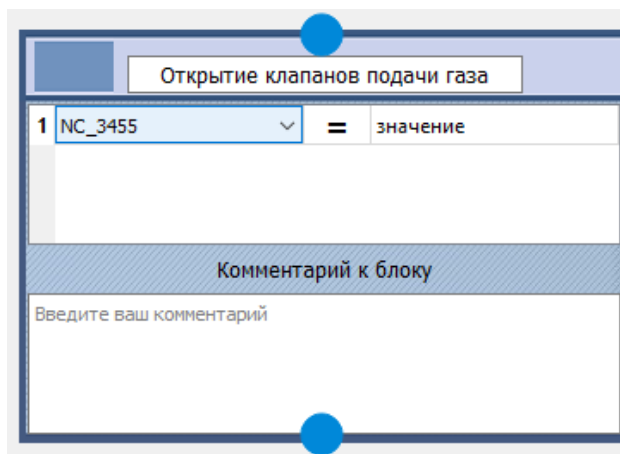 Открытие клапанов подачи газа
1 NC_3455 = значение
Комментарий к блоку
Введите ваш комментарий